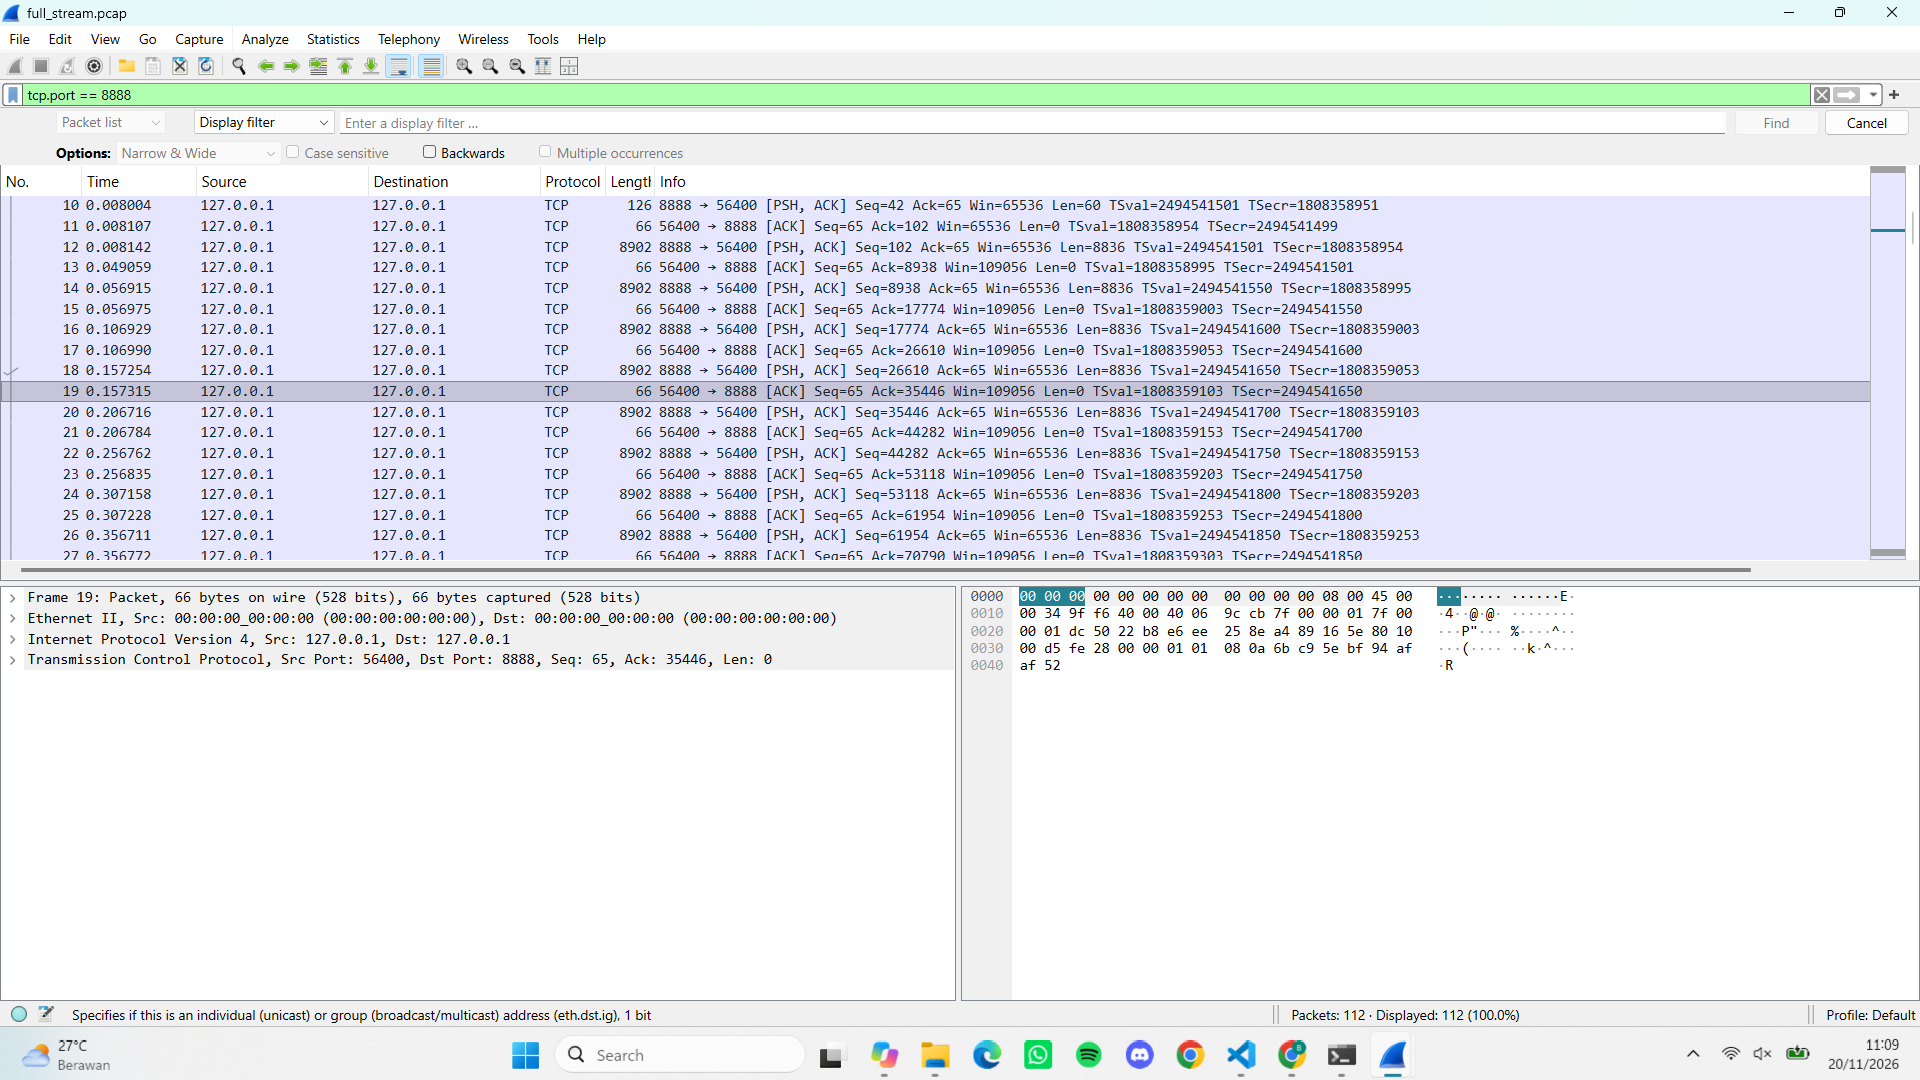 full_stream.pcap
File Edit View Go Capture Analyze Statistics Telephony Wireless Tools Help
tcp.port == 8888
Packet list Display filter Enter a display filter ... Find Cancel
Options: Narrow & Wide Case sensitive Backwards Multiple occurrences
No. Time Source Destination Protocol Length Info
10 0.008004 127.0.0.1 127.0.0.1 TCP 126 8888 → 56400 [PSH, ACK] Seq=42 Ack=65 Win=65536 Len=60 TSval=2494541501 TSecr=1808358951
11 0.008107 127.0.0.1 127.0.0.1 TCP 66 56400 → 8888 [ACK] Seq=65 Ack=102 Win=65536 Len=0 TSval=1808358954 TSecr=2494541499
12 0.008142 127.0.0.1 127.0.0.1 TCP 8902 8888 → 56400 [PSH, ACK] Seq=102 Ack=65 Win=65536 Len=8836 TSval=2494541501 TSecr=1808358954
13 0.049059 127.0.0.1 127.0.0.1 TCP 66 56400 → 8888 [ACK] Seq=65 Ack=8938 Win=109056 Len=0 TSval=1808358995 TSecr=2494541501
14 0.056915 127.0.0.1 127.0.0.1 TCP 8902 8888 → 56400 [PSH, ACK] Seq=8938 Ack=65 Win=65536 Len=8836 TSval=2494541550 TSecr=1808358995
15 0.056975 127.0.0.1 127.0.0.1 TCP 66 56400 → 8888 [ACK] Seq=65 Ack=17774 Win=109056 Len=0 TSval=1808359003 TSecr=2494541550
16 0.106929 127.0.0.1 127.0.0.1 TCP 8902 8888 → 56400 [PSH, ACK] Seq=17774 Ack=65 Win=65536 Len=8836 TSval=2494541600 TSecr=1808359003
17 0.106990 127.0.0.1 127.0.0.1 TCP 66 56400 → 8888 [ACK] Seq=65 Ack=26610 Win=109056 Len=0 TSval=1808359053 TSecr=2494541600
18 0.157254 127.0.0.1 127.0.0.1 TCP 8902 8888 → 56400 [PSH, ACK] Seq=26610 Ack=65 Win=65536 Len=8836 TSval=2494541650 TSecr=1808359053
19 0.157315 127.0.0.1 127.0.0.1 TCP 66 56400 → 8888 [ACK] Seq=65 Ack=35446 Win=109056 Len=0 TSval=1808359103 TSecr=2494541650
20 0.206716 127.0.0.1 127.0.0.1 TCP 8902 8888 → 56400 [PSH, ACK] Seq=35446 Ack=65 Win=65536 Len=8836 TSval=2494541700 TSecr=1808359103
21 0.206784 127.0.0.1 127.0.0.1 TCP 66 56400 → 8888 [ACK] Seq=65 Ack=44282 Win=109056 Len=0 TSval=1808359153 TSecr=2494541700
22 0.256762 127.0.0.1 127.0.0.1 TCP 8902 8888 → 56400 [PSH, ACK] Seq=44282 Ack=65 Win=65536 Len=8836 TSval=2494541750 TSecr=1808359153
23 0.256835 127.0.0.1 127.0.0.1 TCP 66 56400 → 8888 [ACK] Seq=65 Ack=53118 Win=109056 Len=0 TSval=1808359203 TSecr=2494541750
24 0.307158 127.0.0.1 127.0.0.1 TCP 8902 8888 → 56400 [PSH, ACK] Seq=53118 Ack=65 Win=65536 Len=8836 TSval=2494541800 TSecr=1808359203
25 0.307228 127.0.0.1 127.0.0.1 TCP 66 56400 → 8888 [ACK] Seq=65 Ack=61954 Win=109056 Len=0 TSval=1808359253 TSecr=2494541800
26 0.356711 127.0.0.1 127.0.0.1 TCP 8902 8888 → 56400 [PSH, ACK] Seq=61954 Ack=65 Win=65536 Len=8836 TSval=2494541850 TSecr=1808359253
27 0.356772 127.0.0.1 127.0.0.1 TCP 66 56400 → 8888 [ACK] Seq=65 Ack=70790 Win=109056 Len=0 TSval=1808359303 TSecr=2494541850
Frame 19: Packet, 66 bytes on wire (528 bits), 66 bytes captured (528 bits)
Ethernet II, Src: 00:00:00_00:00:00 (00:00:00:00:00:00), Dst: 00:00:00_00:00:00 (00:00:00:00:00:00)
Internet Protocol Version 4, Src: 127.0.0.1, Dst: 127.0.0.1
Transmission Control Protocol, Src Port: 56400, Dst Port: 8888, Seq: 65, Ack: 35446, Len: 0
0000 00 00 00 00 00 00 00 00 00 00 00 00 08 00 45 00 ········ ······E·
0010 00 34 9f f6 40 00 40 06 9c cb 7f 00 00 01 7f 00 ·4··@·@· ········
0020 00 01 dc 50 22 b8 e6 ee 25 8e a4 89 16 5e 80 10 ···P"··· %····^··
0030 00 d5 fe 28 00 00 01 01 08 0a 6b c9 5e bf 94 af ···(···· ··k·^···
0040 af 52 ·R
Specifies if this is an individual (unicast) or group (broadcast/multicast) address (eth.dst.ig), 1 bit
Packets: 112 · Displayed: 112 (100.0%)
Profile: Default
27°C
Berawan
Search
11:09
20/11/2026